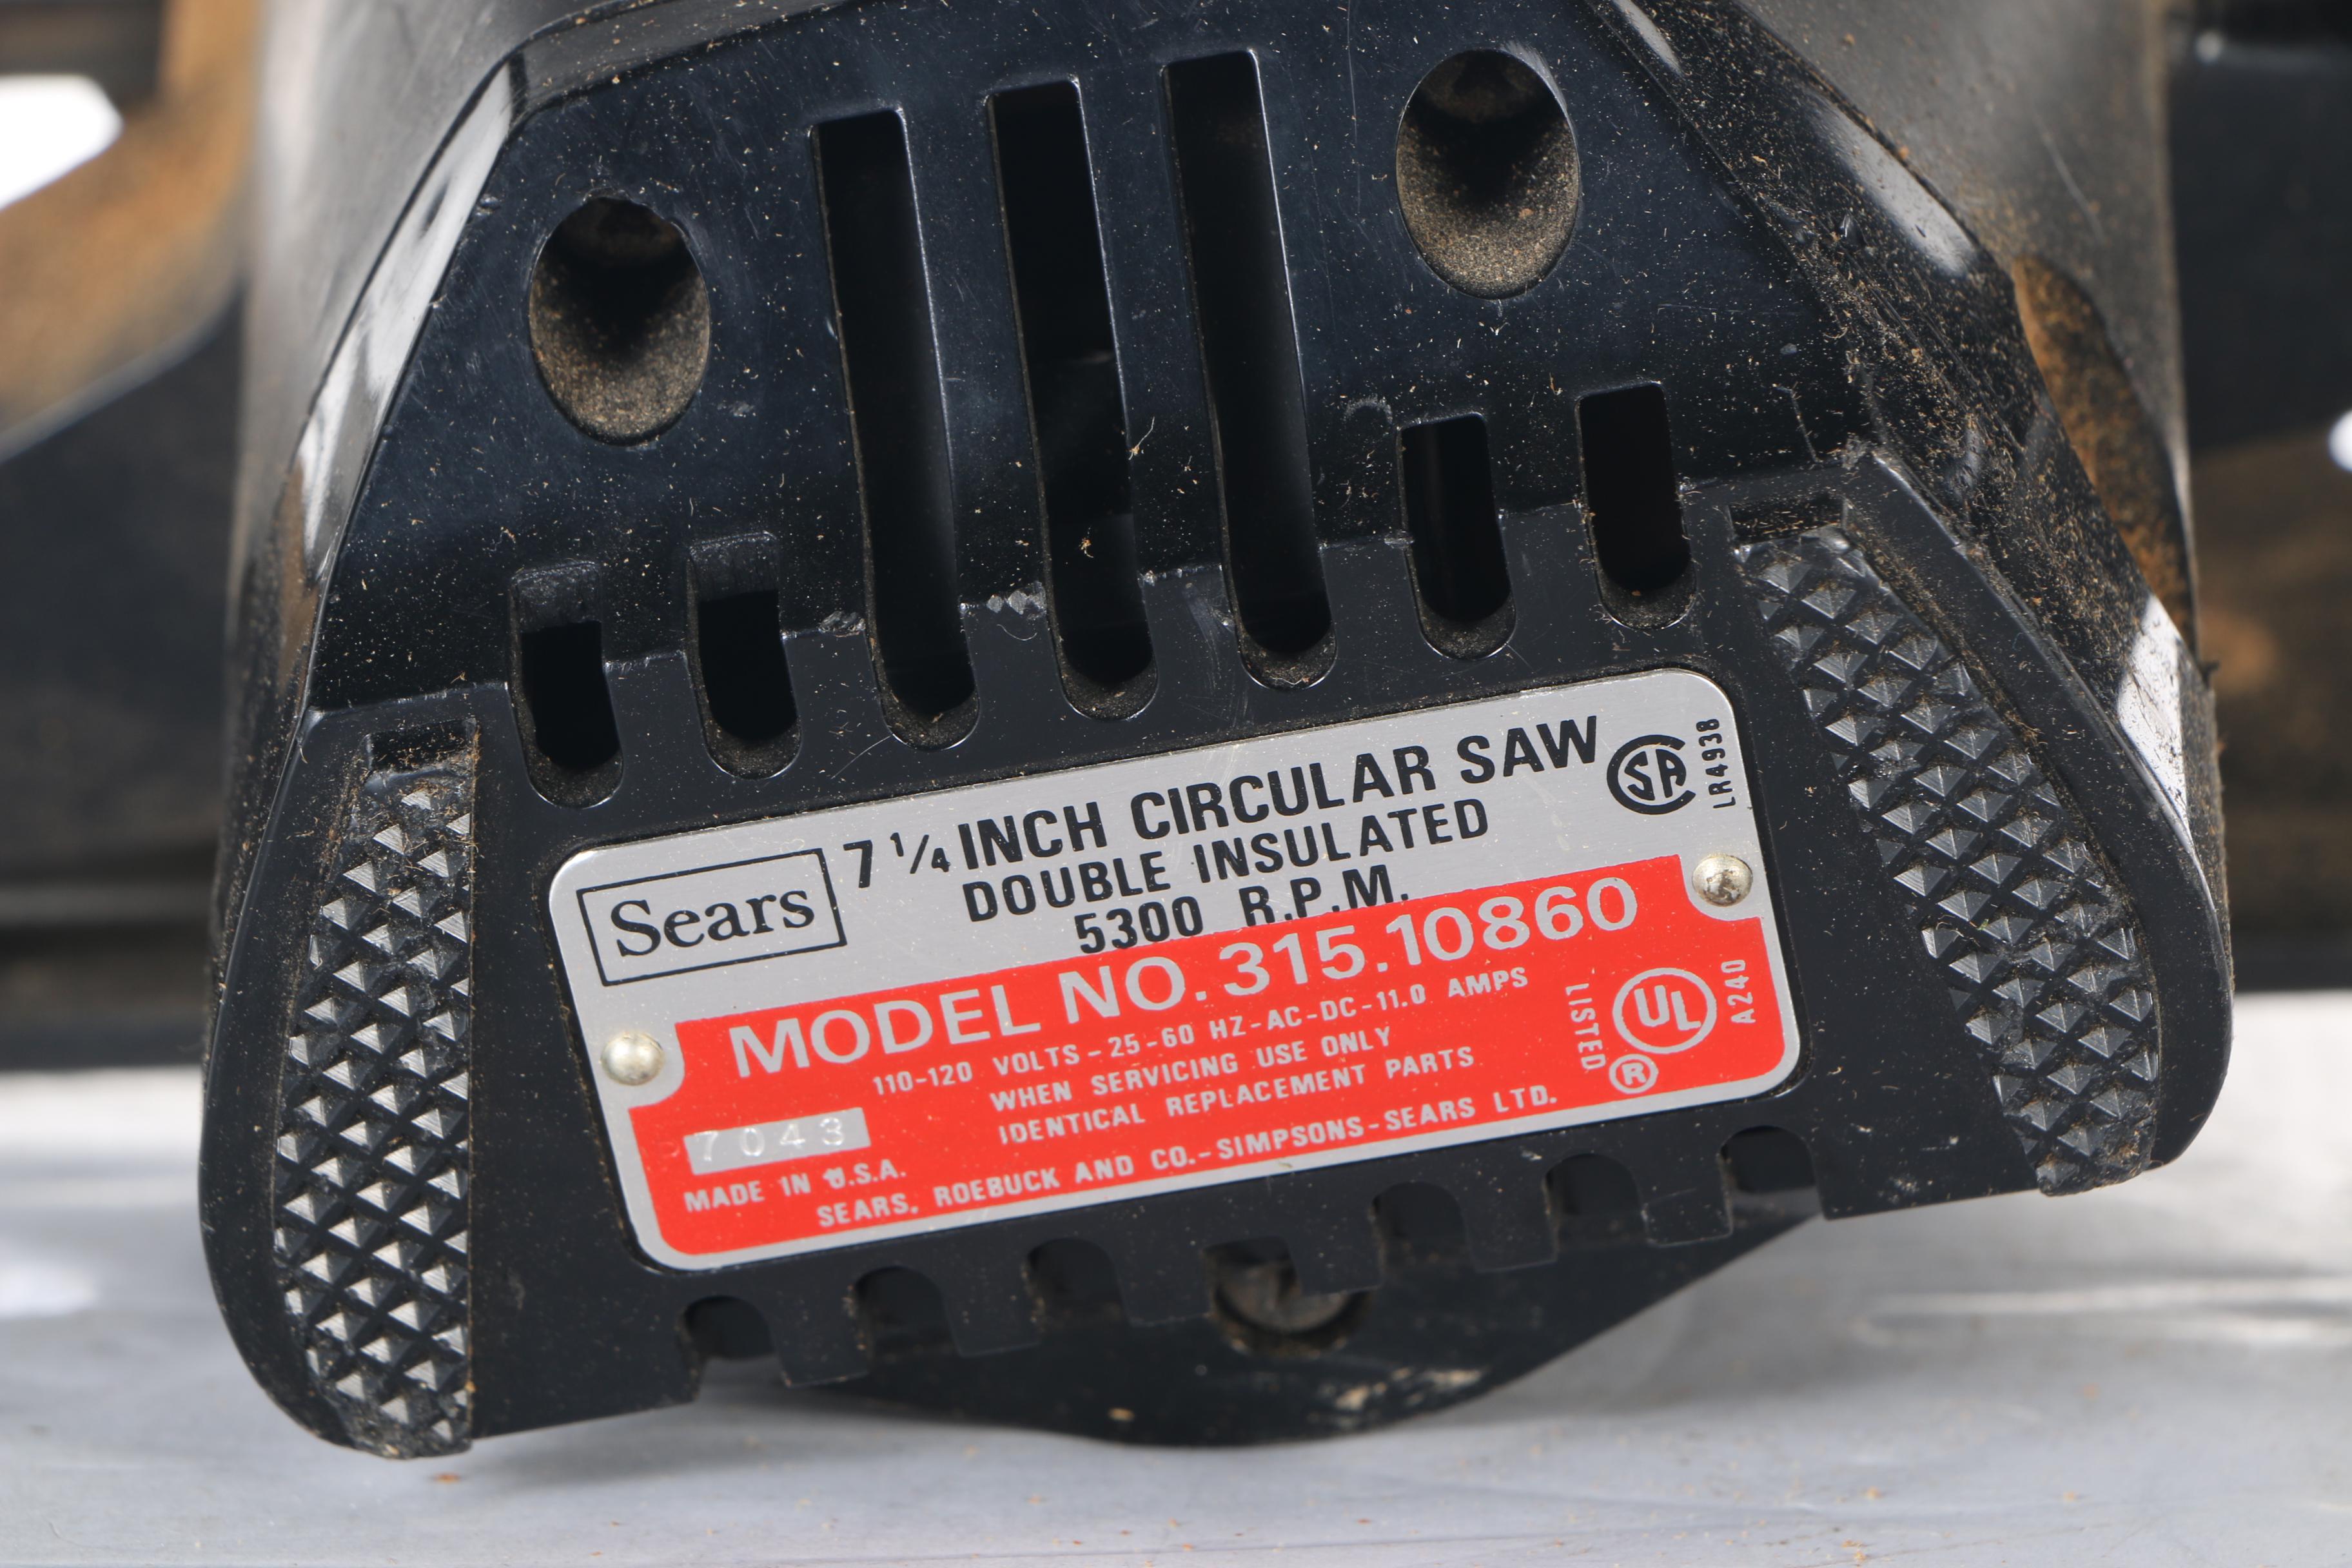 Sears
7 1/4 INCH CIRCULAR SAW
DOUBLE INSULATED
5300 R.P.M.
CSA
LR4938
MODEL NO. 315.10860
110-120 VOLTS-25-60 HZ-AC-DC-11.0 AMPS
WHEN SERVICING USE ONLY
IDENTICAL REPLACEMENT PARTS
LISTED
UL
®
A240
7043
MADE IN U.S.A.
SEARS, ROEBUCK AND CO.-SIMPSONS-SEARS LTD.